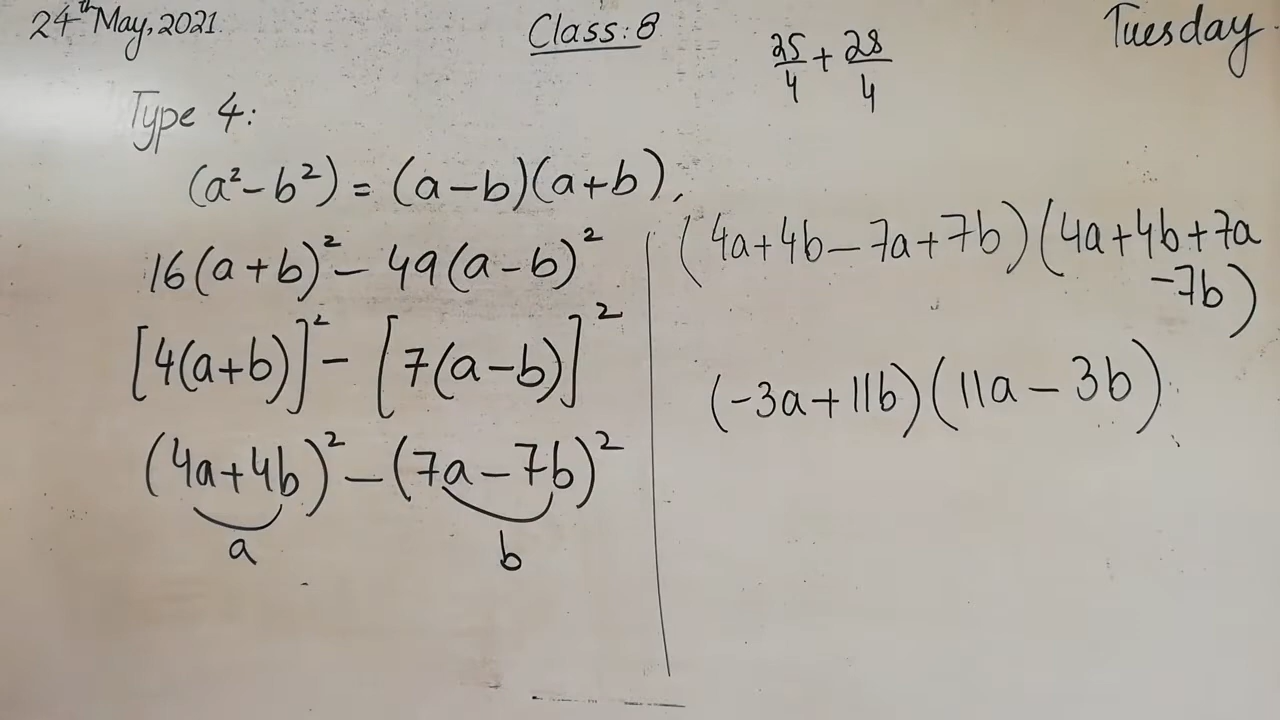 24th May, 2021.
Class: 8
25/4 + 28/4
Tuesday
Type 4:
(a² - b²) = (a - b)(a + b),
16(a + b)² - 49(a - b)²
[4(a + b)]² - [7(a - b)]²
(4a + 4b)² - (7a - 7b)²
a
b
(4a + 4b - 7a + 7b)(4a + 4b + 7a
-7b)
(-3a + 11b)(11a - 3b)